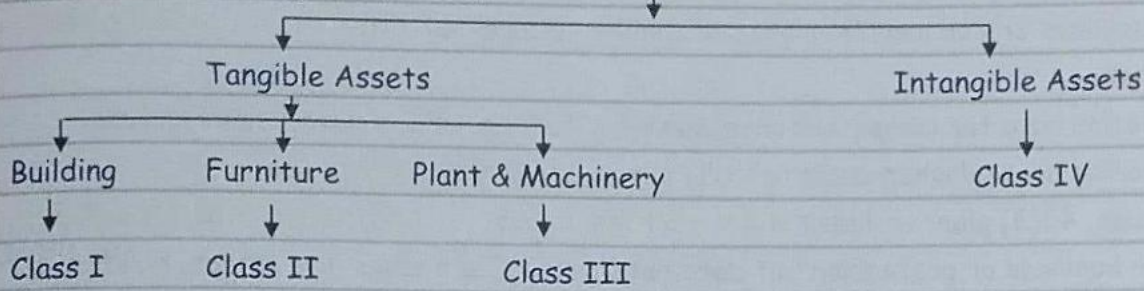 Tangible Assets Intangible Assets
Building Furniture Plant & Machinery Class IV
Class I Class II Class III